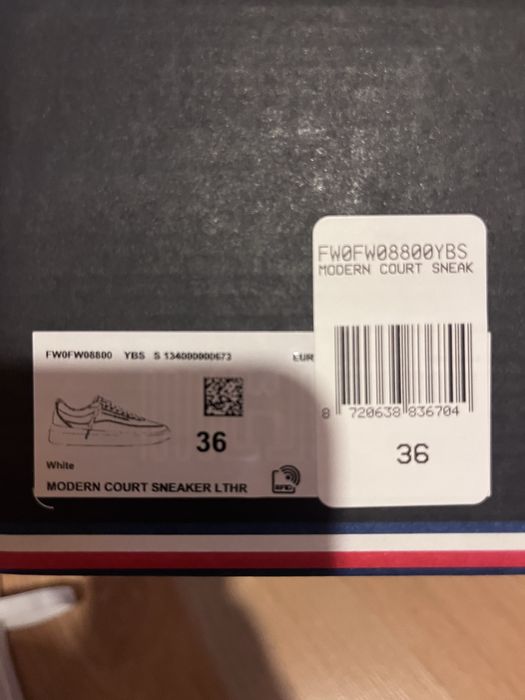 FW0FW08800YBS
MODERN COURT SNEAK
8 720638 836704
36
FW0FW08800 YBS S 134000000673 EUR
36
White
MODERN COURT SNEAKER LTHR